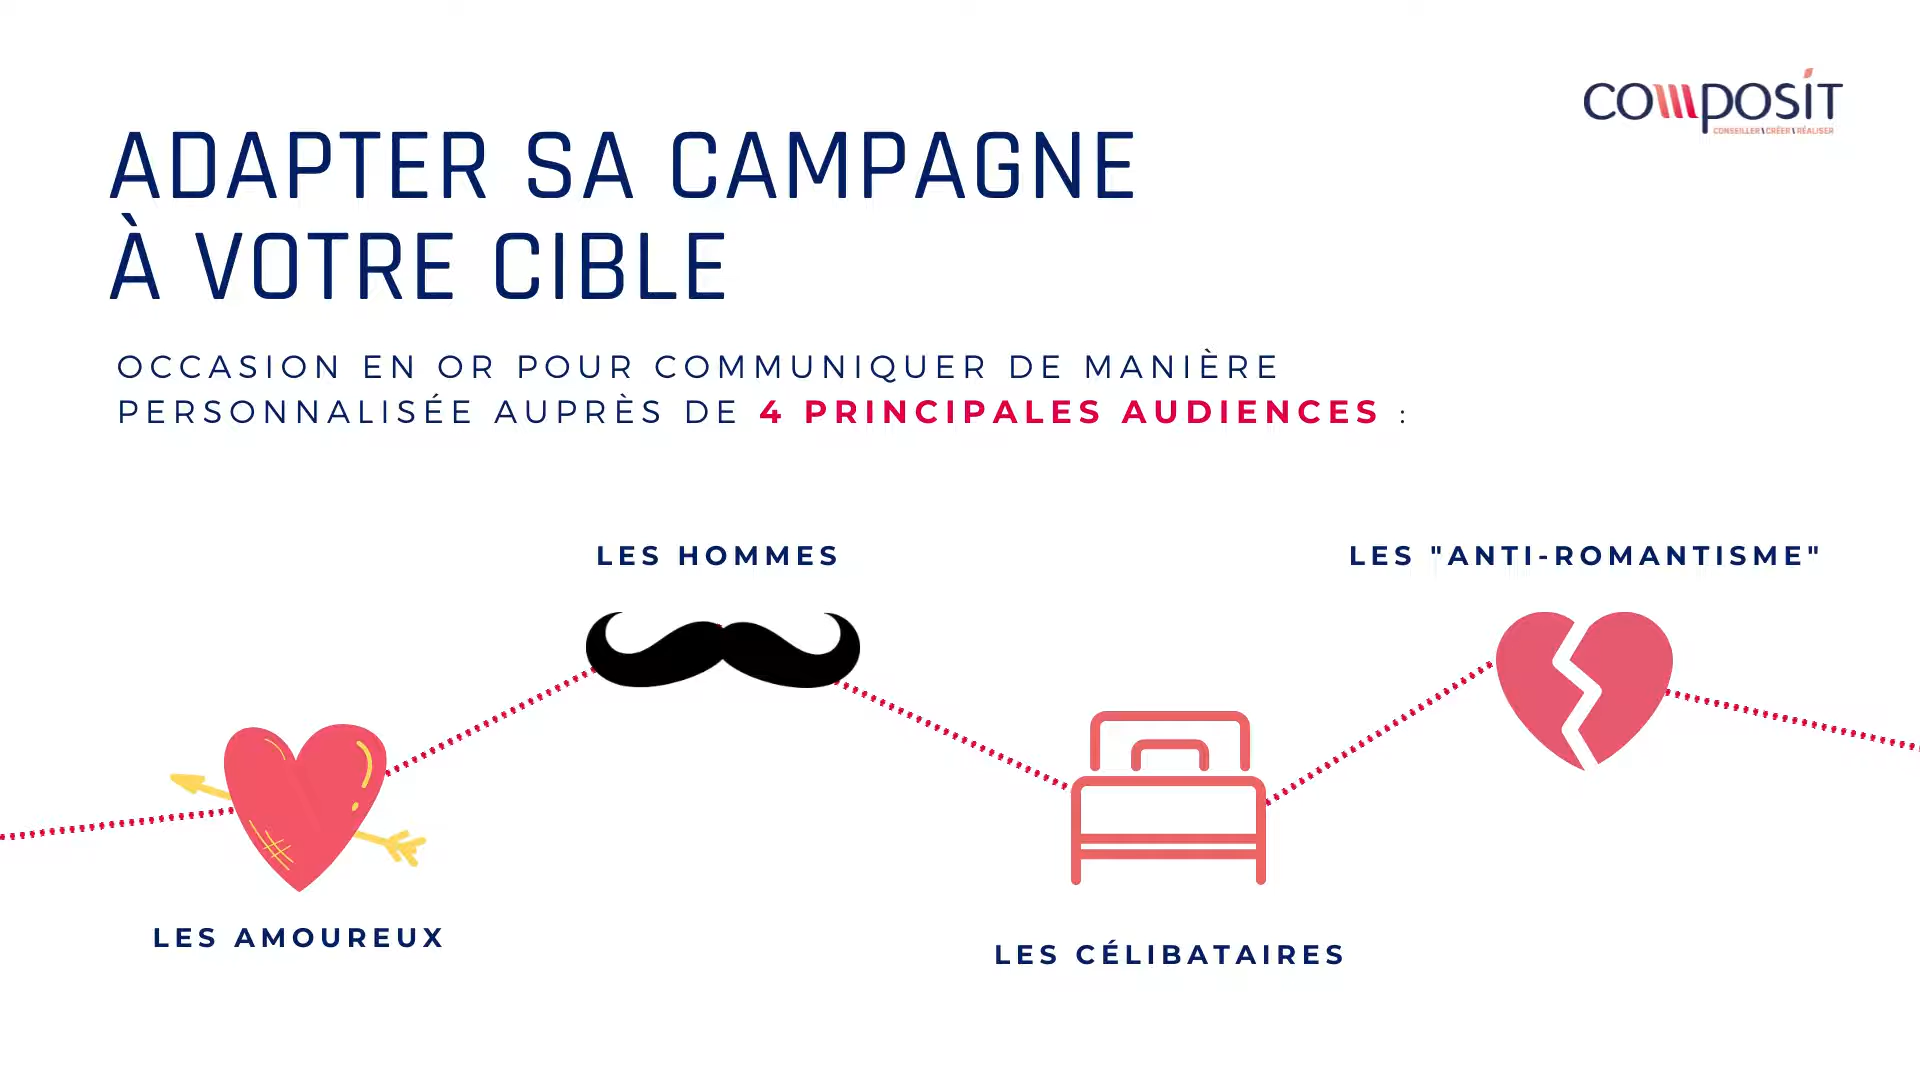 COMPOSiT
CONSEILLER \ CRÉER \ RÉALISER
ADAPTER SA CAMPAGNE
À VOTRE CIBLE
OCCASION EN OR POUR COMMUNIQUER DE MANIÈRE
PERSONNALISÉE AUPRÈS DE 4 PRINCIPALES AUDIENCES :
LES HOMMES
LES "ANTI-ROMANTISME"
LES AMOUREUX
LES CÉLIBATAIRES